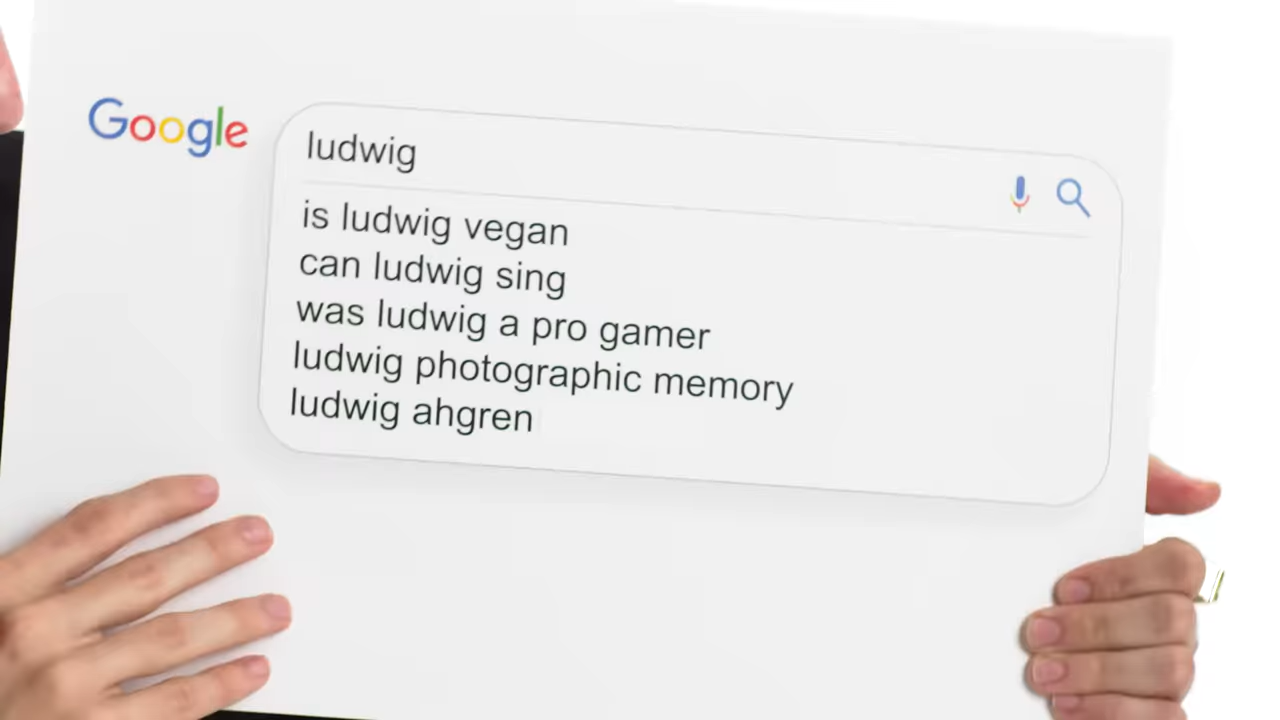 Google
ludwig
is ludwig vegan
can ludwig sing
was ludwig a pro gamer
ludwig photographic memory
ludwig ahgren